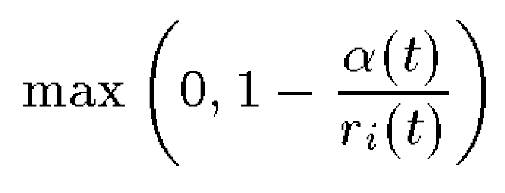 max ( 0, 1 − α(t) / r_i(t) )